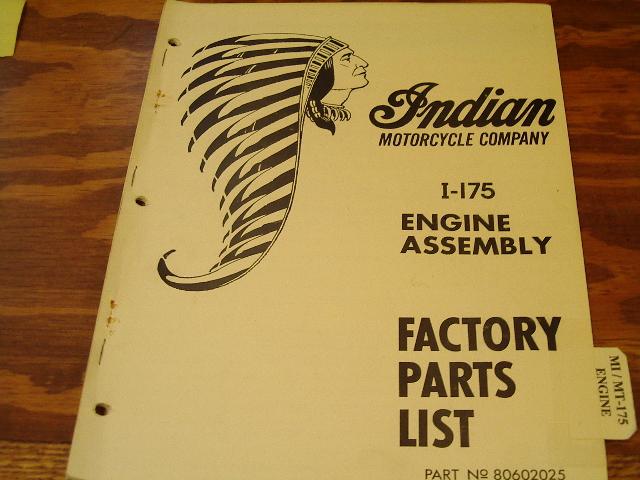 Indian
MOTORCYCLE COMPANY
I-175
ENGINE
ASSEMBLY
FACTORY
PARTS
LIST
PART Nº 80602025
MI/MT-175
ENGINE